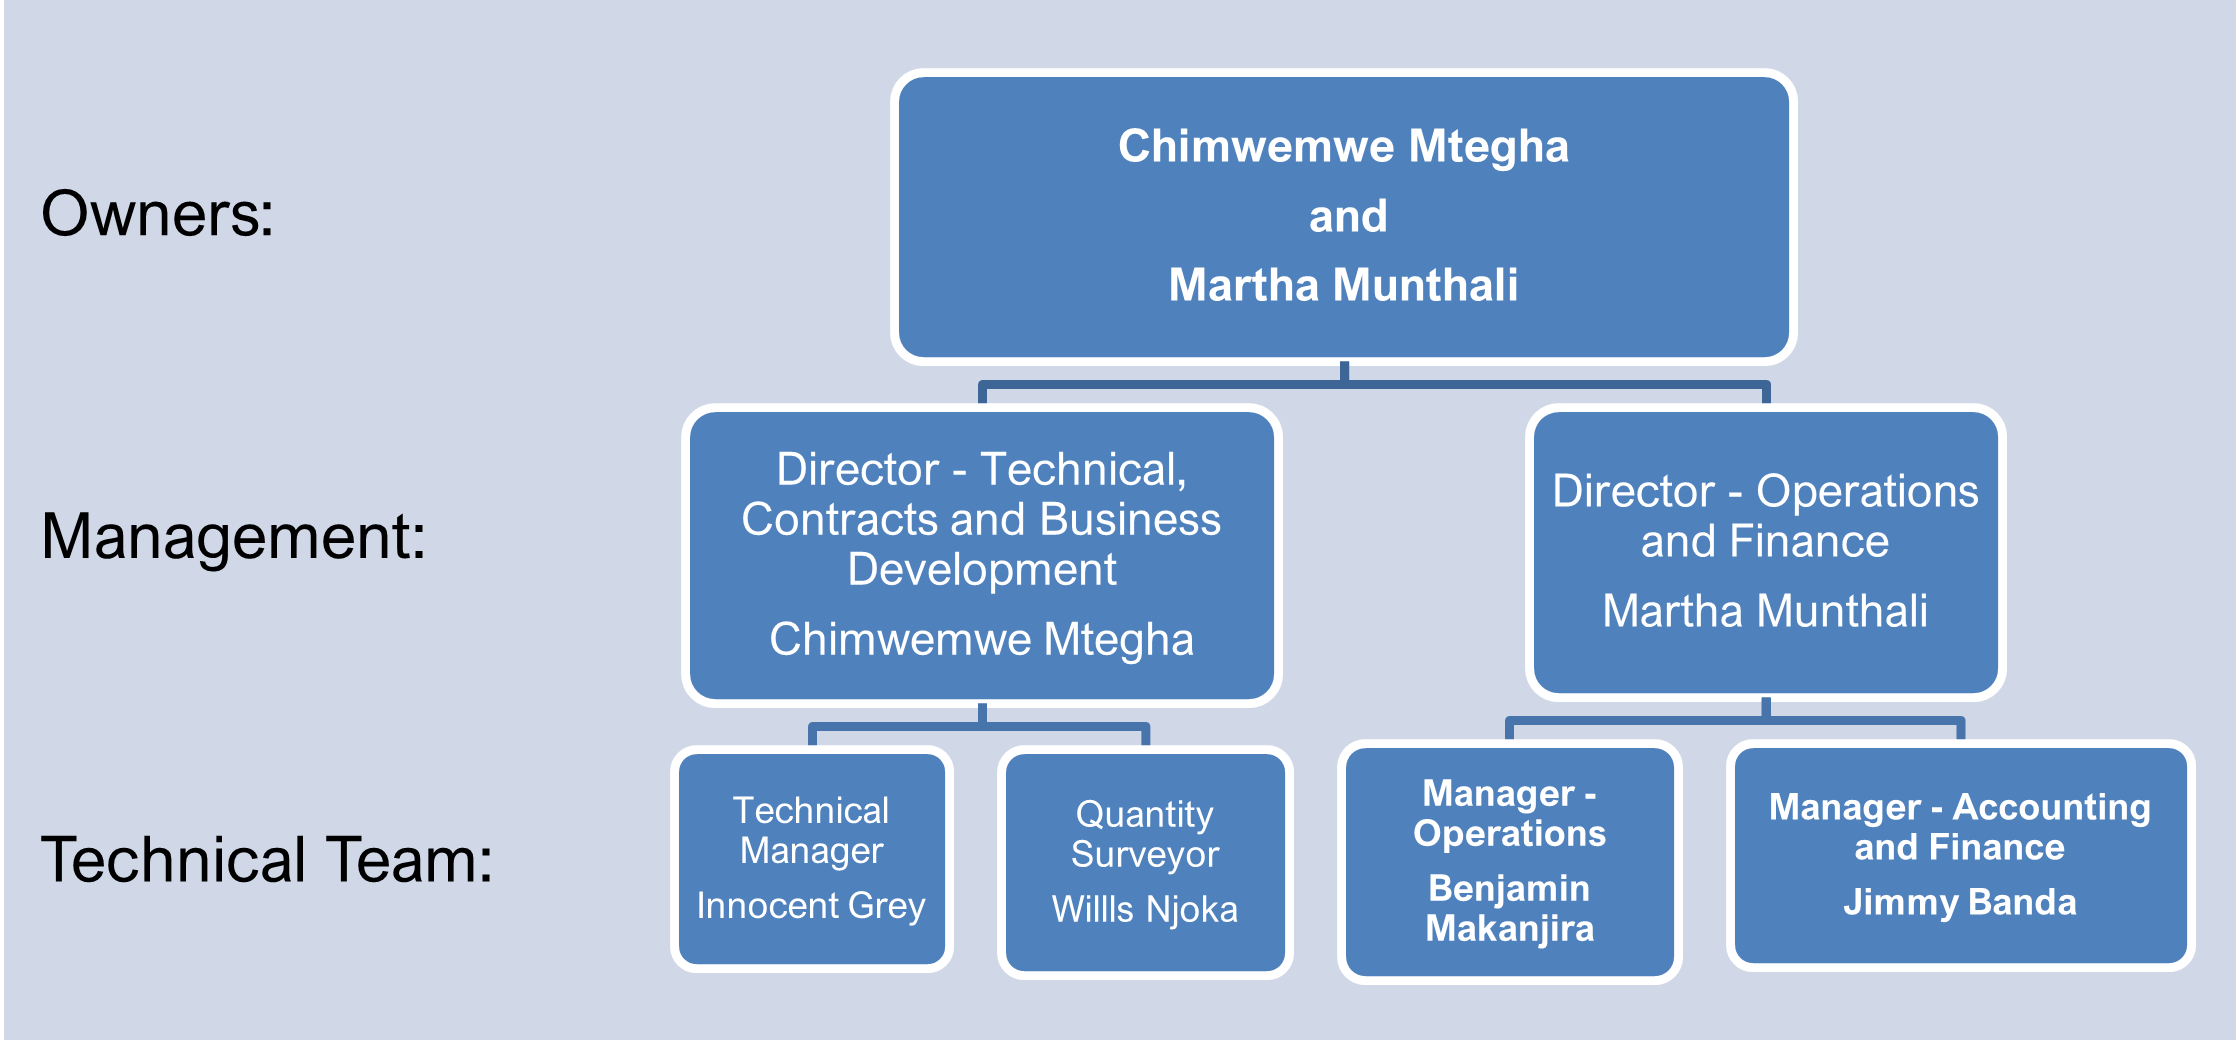 Owners:
Chimwemwe Mtegha
and
Martha Munthali
Management:
Director - Technical,
Contracts and Business
Development
Chimwemwe Mtegha
Director - Operations
and Finance
Martha Munthali
Technical Team:
Technical
Manager
Innocent Grey
Quantity
Surveyor
Willls Njoka
Manager -
Operations
Benjamin
Makanjira
Manager - Accounting
and Finance
Jimmy Banda